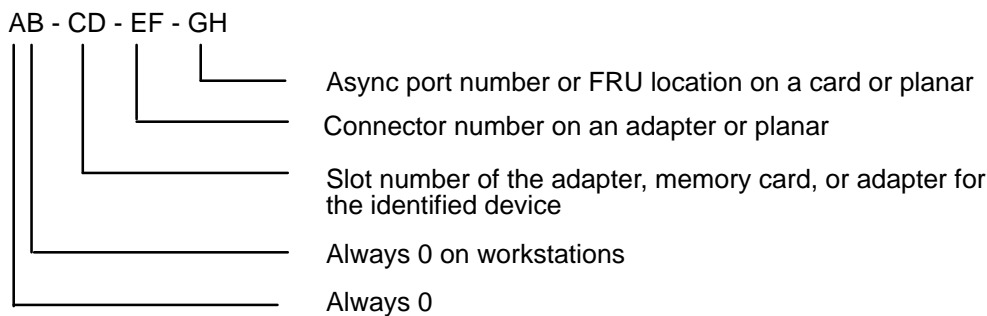 AB - CD - EF - GH
Async port number or FRU location on a card or planar
Connector number on an adapter or planar
Slot number of the adapter, memory card, or adapter for
the identified device
Always 0 on workstations
Always 0